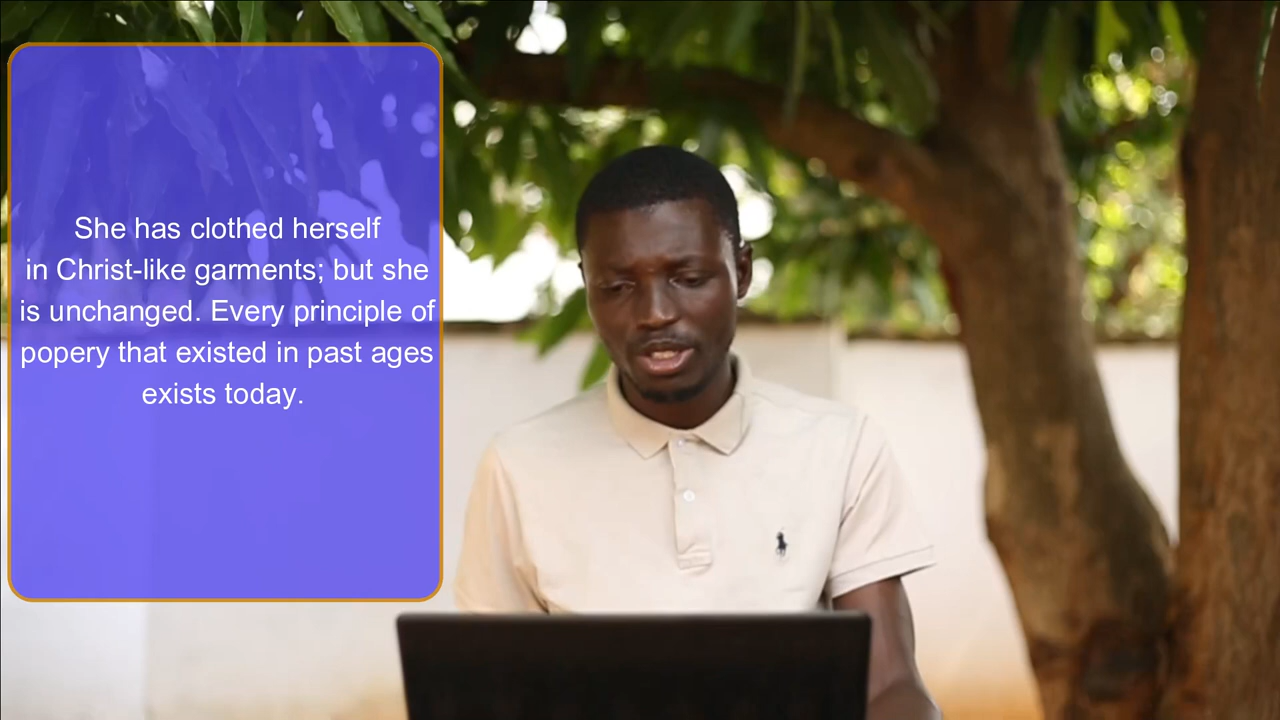 She has clothed herself
in Christ-like garments; but she
is unchanged. Every principle of
popery that existed in past ages
exists today.